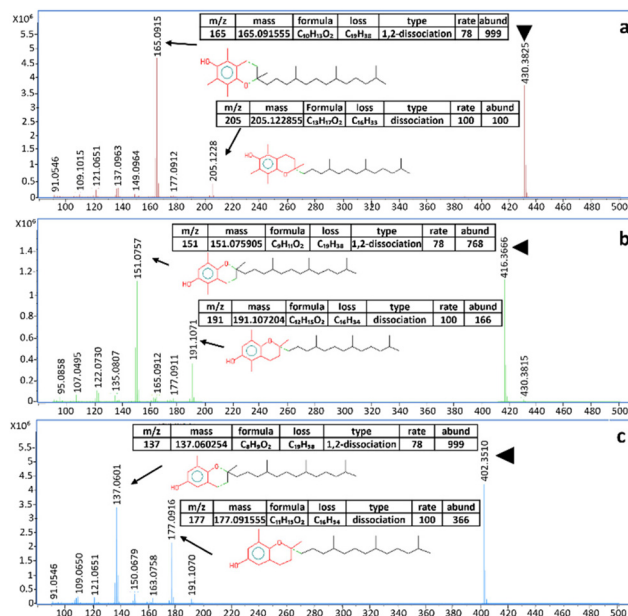 x10⁶
a
m/z mass formula loss type rate abund
165 165.091555 C₁₀H₁₃O₂ C₁₉H₃₈ 1,2-dissociation 78 999
165.0915
430.3825
HO
O
m/z mass Formula loss type rate abund
205 205.122855 C₁₃H₁₇O₂ C₁₆H₃₃ dissociation 100 100
HO
O
91.0546 109.1015 121.0651 137.0963 149.0964 177.0912 205.1228
5.5
5
4.5
4
3.5
3
2.5
2
1.5
1
0.5
0
100 120 140 160 180 200 220 240 260 280 300 320 340 360 380 400 420 440 460 480 500
x10⁶
b
m/z mass formula loss type rate abund
151 151.075905 C₉H₁₁O₂ C₁₉H₃₈ 1,2-dissociation 78 768
151.0757
416.3666
HO
O
m/z mass formula loss type rate abund
191 191.107204 C₁₂H₁₅O₂ C₁₆H₃₄ dissociation 100 166
HO
O
95.0858 107.0495 122.0730 135.0807 165.0912 177.0911 191.1071 430.3815
1.4
1.2
1
0.8
0.6
0.4
0.2
0
100 120 140 160 180 200 220 240 260 280 300 320 340 360 380 400 420 440 460 480 500
x10⁶
c
m/z mass formula loss type rate abund
137 137.060254 C₈H₉O₂ C₁₉H₃₈ 1,2-dissociation 78 999
137.0601
402.3510
HO
O
m/z mass formula loss type rate abund
177 177.091555 C₁₁H₁₃O₂ C₁₆H₃₄ dissociation 100 366
HO
O
91.0546 109.0650 121.0651 150.0679 163.0758 177.0916 191.1070
5
4.5
4
3.5
3
2.5
2
1.5
1
0.5
0
100 120 140 160 180 200 220 240 260 280 300 320 340 360 380 400 420 440 460 480 500